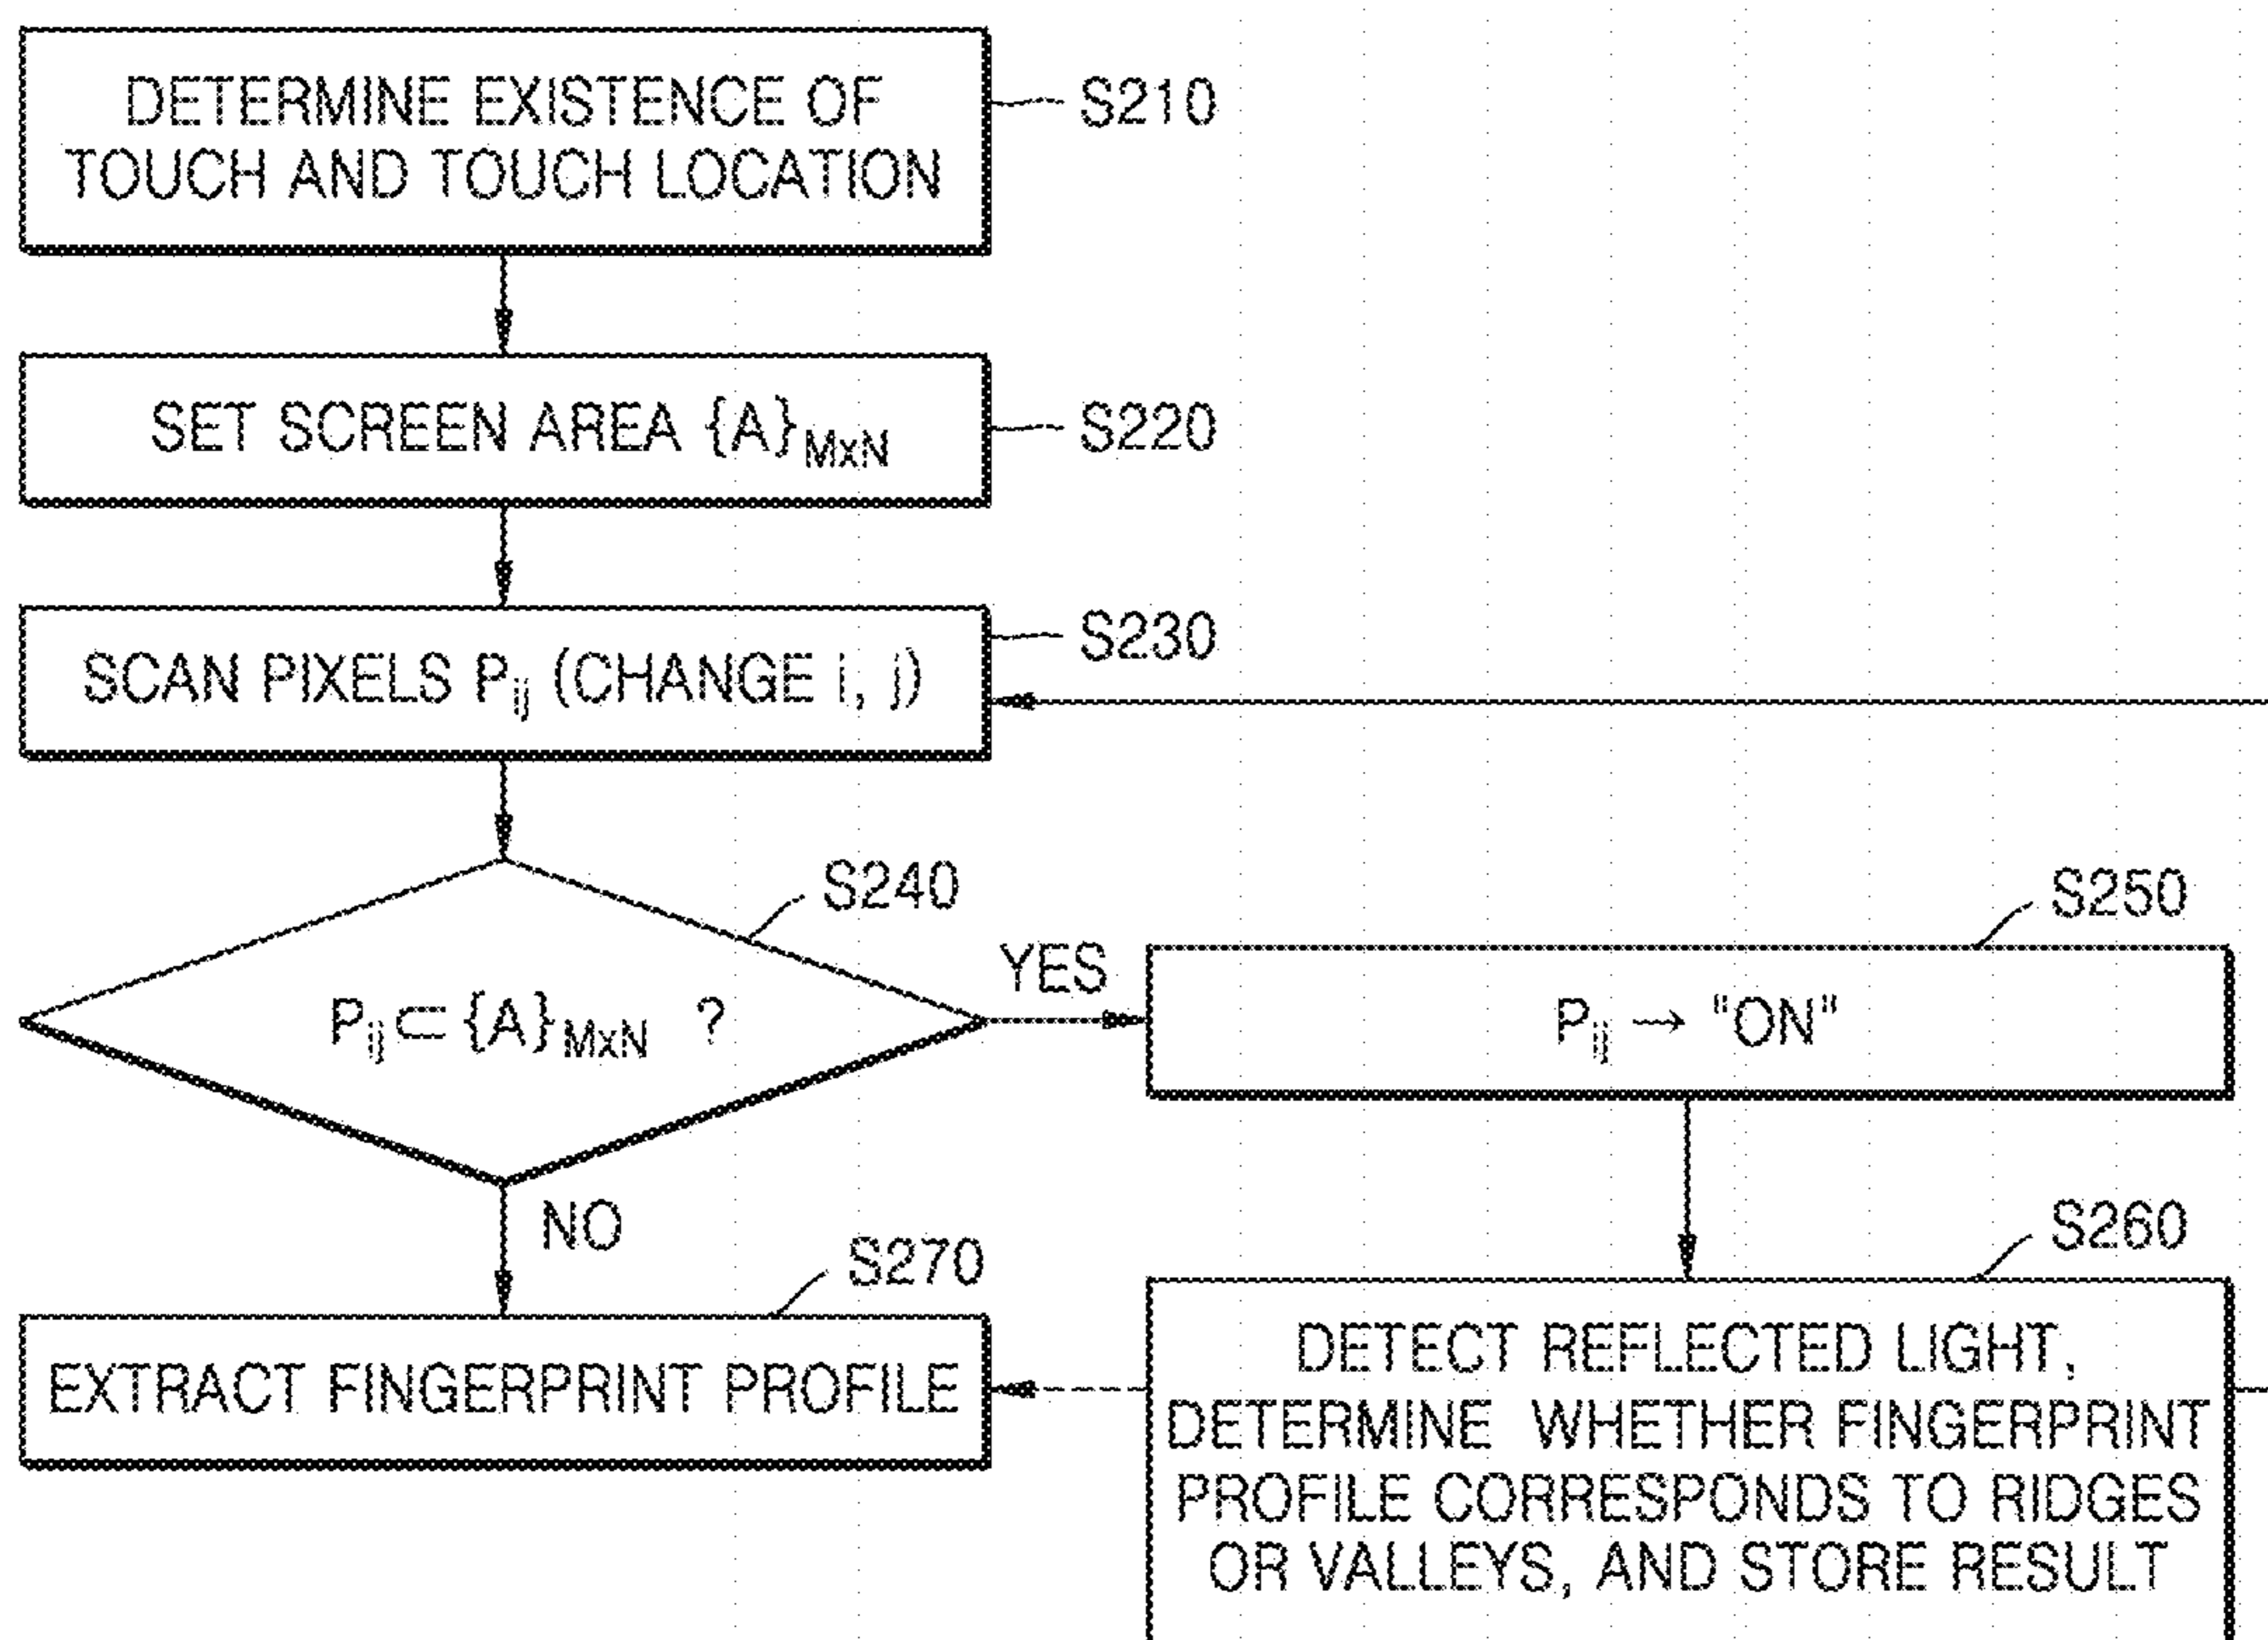 DETERMINE EXISTENCE OF
TOUCH AND TOUCH LOCATION
S210
SET SCREEN AREA {A}MxN
S220
SCAN PIXELS Pij (CHANGE i, j)
S230
S240
Pij ⊂ {A}MxN ?
YES
S250
Pij → "ON"
NO
S270
EXTRACT FINGERPRINT PROFILE
S260
DETECT REFLECTED LIGHT,
DETERMINE WHETHER FINGERPRINT
PROFILE CORRESPONDS TO RIDGES
OR VALLEYS, AND STORE RESULT